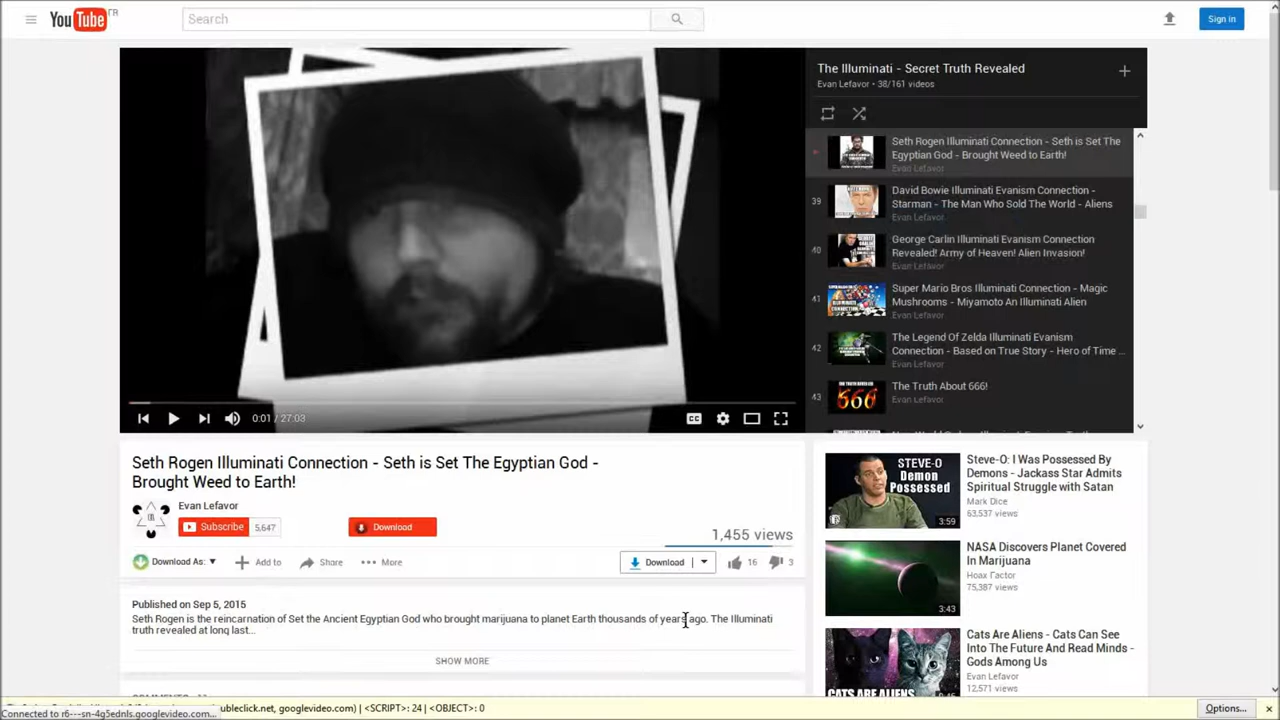 YouTube FR
Search
Sign in
The Illuminati - Secret Truth Revealed
Evan Lefavor • 38/161 videos
Seth Rogen Illuminati Connection - Seth is Set The
Egyptian God - Brought Weed to Earth!
Evan Lefavor
39
David Bowie Illuminati Evanism Connection -
Starman - The Man Who Sold The World - Aliens
Evan Lefavor
40
George Carlin Illuminati Evanism Connection
Revealed! Army of Heaven! Alien Invasion!
Evan Lefavor
41
Super Mario Bros Illuminati Connection - Magic
Mushrooms - Miyamoto An Illuminati Alien
Evan Lefavor
42
The Legend Of Zelda Illuminati Evanism
Connection - Based on True Story - Hero of Time ...
Evan Lefavor
43
666
The Truth About 666!
Evan Lefavor
0:01 / 27:03
CC
Seth Rogen Illuminati Connection - Seth is Set The Egyptian God -
Brought Weed to Earth!
Evan Lefavor
Subscribe 5,647
Download
1,455 views
Download As: ▼
Add to
Share
More
Download
16
3
Published on Sep 5, 2015
Seth Rogen is the reincarnation of Set the Ancient Egyptian God who brought marijuana to planet Earth thousands of years ago. The Illuminati
truth revealed at long last...
SHOW MORE
STEVE-O
DEMON
POSSESSED
3:59
Steve-O: I Was Possessed By
Demons - Jackass Star Admits
Spiritual Struggle with Satan
Mark Dice
63,537 views
3:43
NASA Discovers Planet Covered
In Marijuana
Hoax Factor
75,387 views
CATS ARE ALIENS
Cats Are Aliens - Cats Can See
Into The Future And Read Minds -
Gods Among Us
Evan Lefavor
12,571 views
oubleclick.net, googlevideo.com) | <SCRIPT>: 24 | <OBJECT>: 0
Options...
Connected to r6---sn-4g5ednls.googlevideo.com...